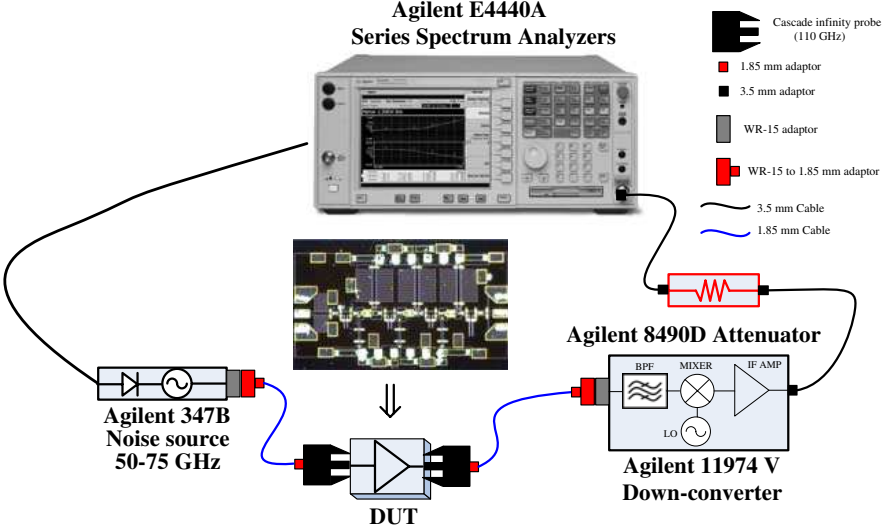 Agilent E4440A
Series Spectrum Analyzers
Cascade infinity probe
(110 GHz)
1.85 mm adaptor
3.5 mm adaptor
WR-15 adaptor
WR-15 to 1.85 mm adaptor
3.5 mm Cable
1.85 mm Cable
Agilent 8490D Attenuator
BPF
MIXER
IF AMP
LO
Agilent 347B
Noise source
50-75 GHz
Agilent 11974 V
Down-converter
DUT